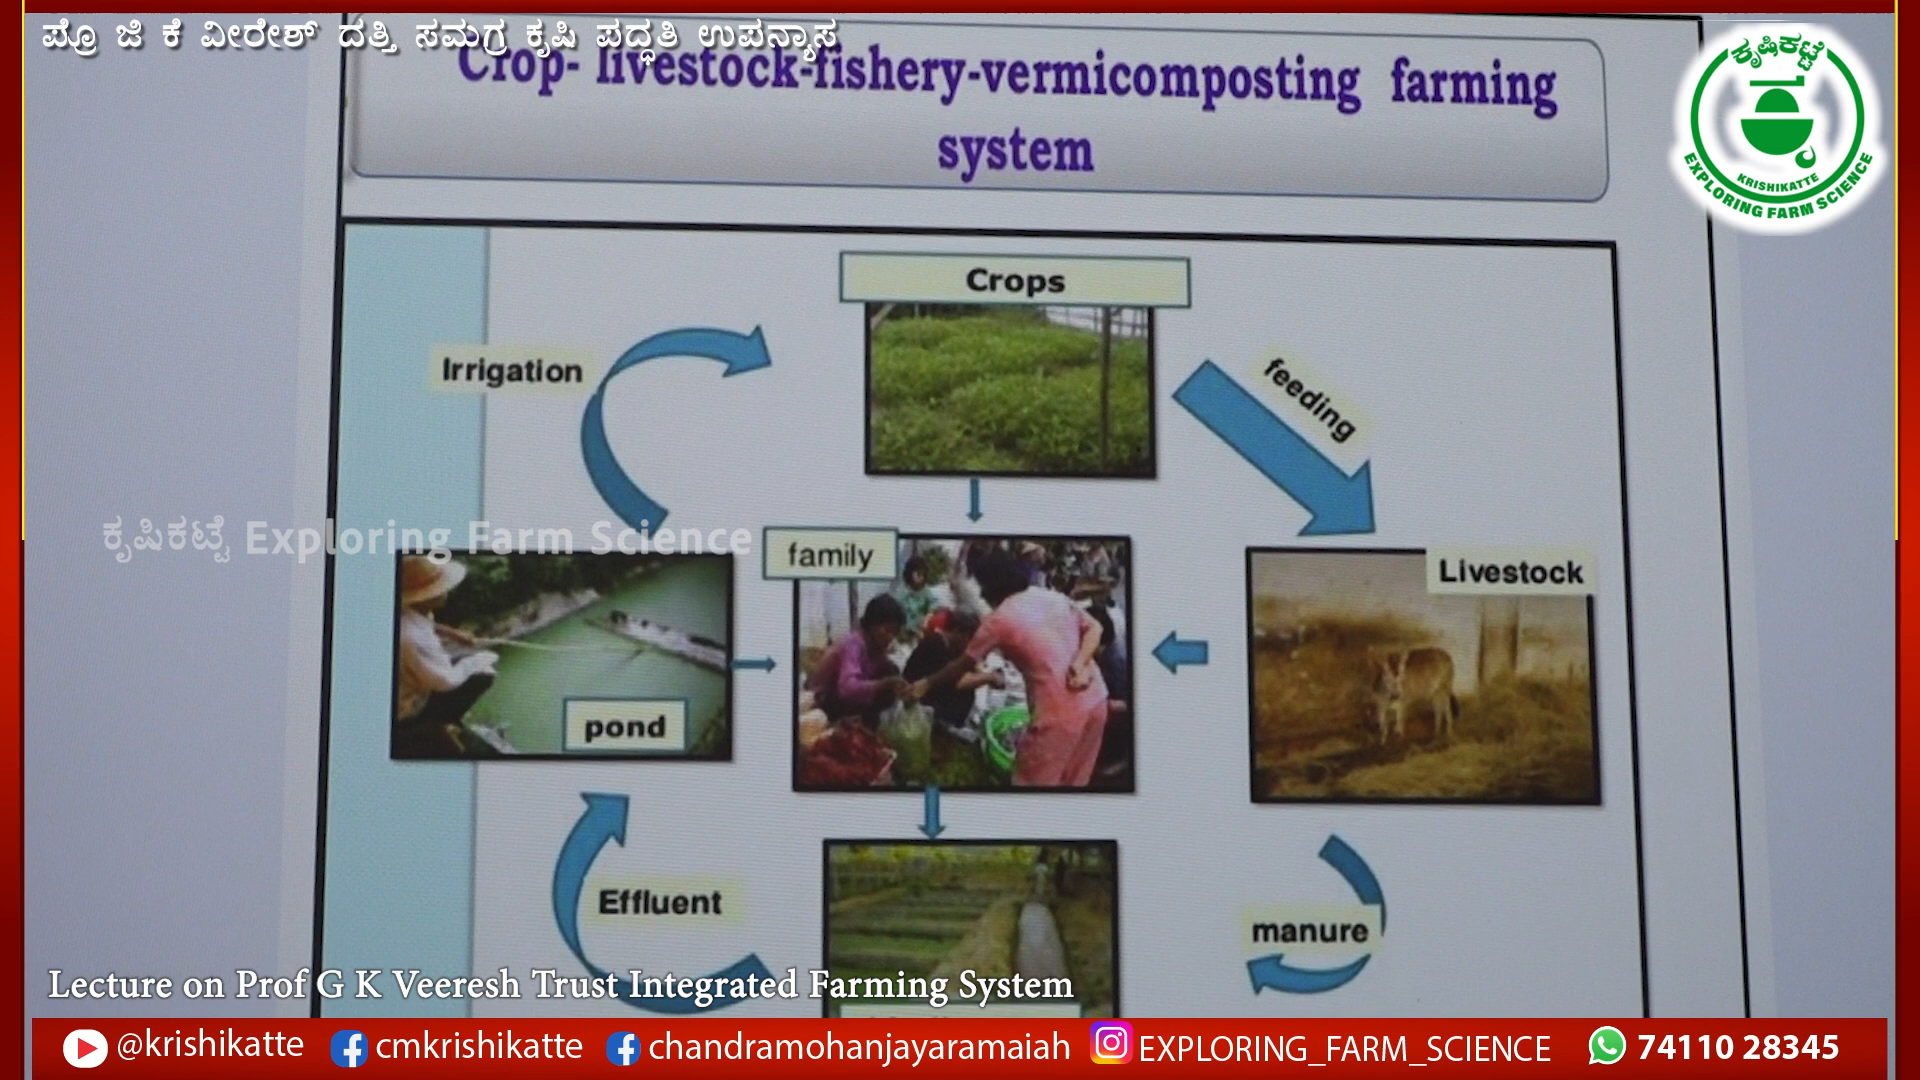 ಪ್ರೊ ಜಿ ಕೆ ವೀರೇಶ್ ದತ್ತಿ ಸಮಗ್ರ ಕೃಷಿ ಪದ್ಧತಿ ಉಪನ್ಯಾಸ
Crop- livestock-fishery-vermicomposting farming
system
ಕೃಷಿಕಟ್ಟೆ
KRISHIKATTE
EXPLORING FARM SCIENCE
Crops
Irrigation
feeding
ಕೃಷಿಕಟ್ಟೆ Exploring Farm Science
family
Livestock
pond
Effluent
manure
Lecture on Prof G K Veeresh Trust Integrated Farming System
@krishikatte
cmkrishikatte
chandramohanjayaramaiah
EXPLORING_FARM_SCIENCE
74110 28345